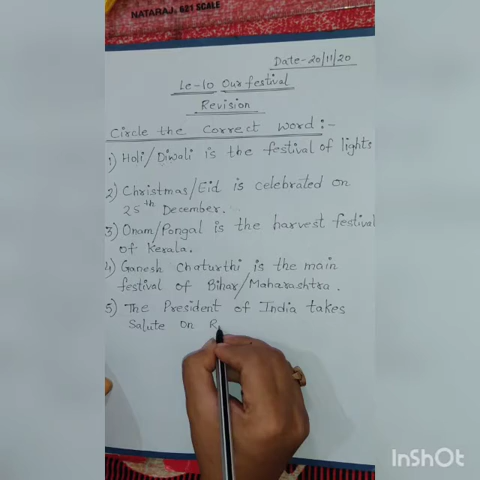 NATARAJ, 621 SCALE
Date-20/11/20
Le-10 Our festival
Revision
Circle the Correct Word:-
1) Holi/Diwali is the festival of lights
2) Christmas/Eid is celebrated on
25th December.
3) Onam/Pongal is the harvest festival
of Kerala.
4) Ganesh Chaturthi is the main
festival of Bihar/Maharashtra.
5) The President of India takes
Salute on R
InShOt